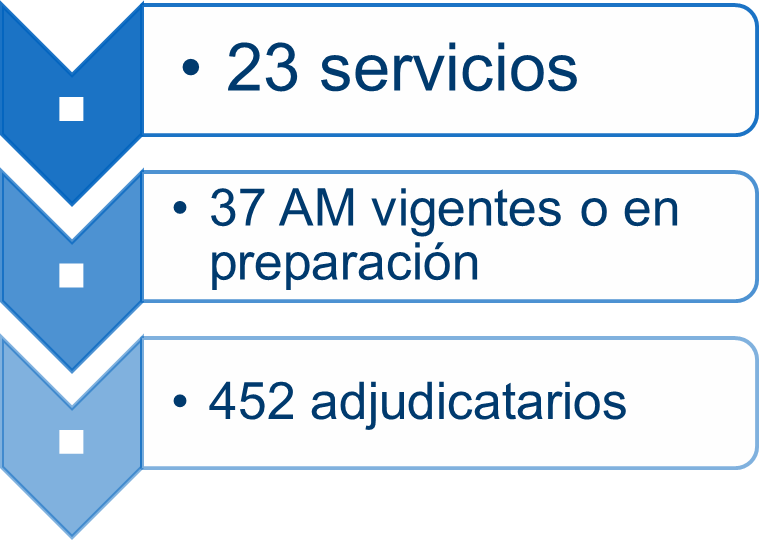 • 23 servicios
• 37 AM vigentes o en
preparación
• 452 adjudicatarios